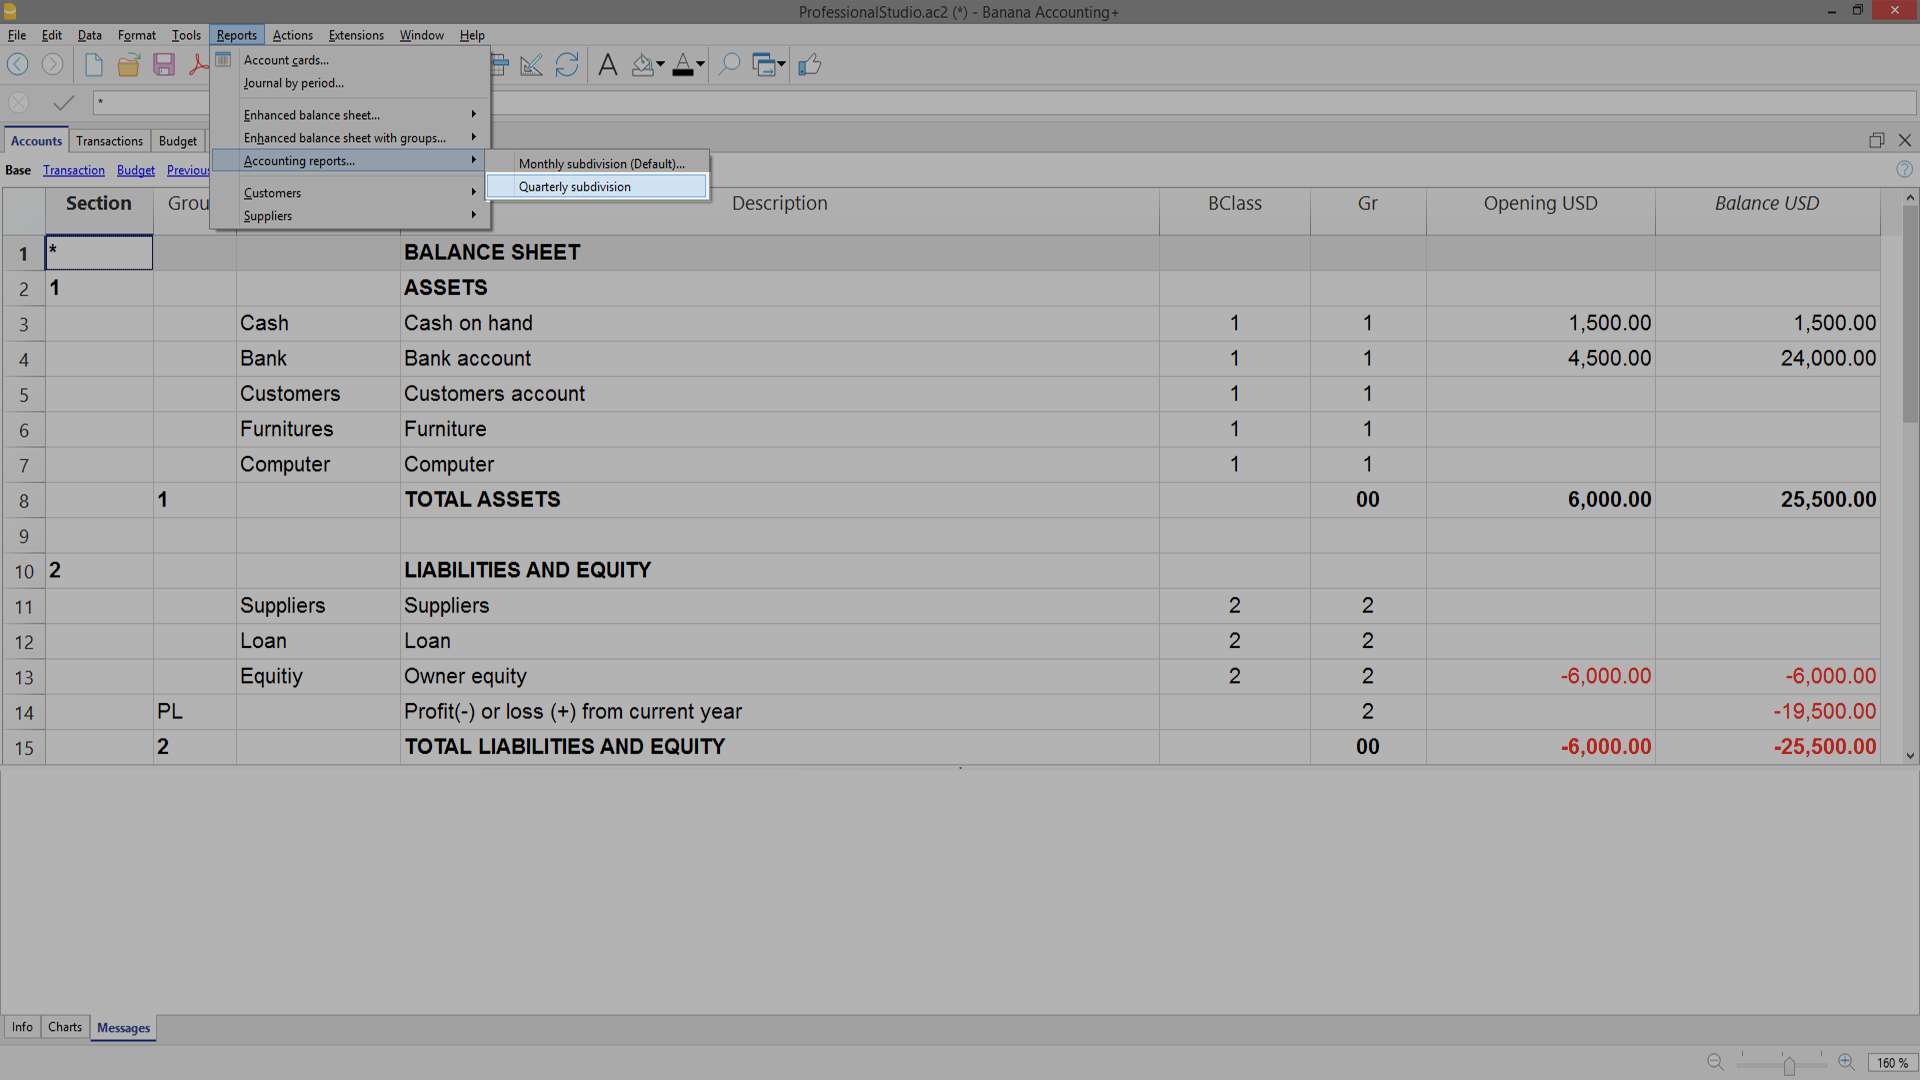 ProfessionalStudio.ac2 (*) - Banana Accounting+
File Edit Data Format Tools Reports Actions Extensions Window Help
Account cards...
Journal by period...
*
Enhanced balance sheet...
Enhanced balance sheet with groups...
Accounts Transactions Budget
Accounting reports...
Monthly subdivision (Default)...
Quarterly subdivision
Base Transaction Budget Previous
Customers
Suppliers
Section Grou Description BClass Gr Opening USD Balance USD
1 * BALANCE SHEET
2 1 ASSETS
3 Cash Cash on hand 1 1 1,500.00 1,500.00
4 Bank Bank account 1 1 4,500.00 24,000.00
5 Customers Customers account 1 1
6 Furnitures Furniture 1 1
7 Computer Computer 1 1
8 1 TOTAL ASSETS 00 6,000.00 25,500.00
9
10 2 LIABILITIES AND EQUITY
11 Suppliers Suppliers 2 2
12 Loan Loan 2 2
13 Equitiy Owner equity 2 2 -6,000.00 -6,000.00
14 PL Profit(-) or loss (+) from current year 2 -19,500.00
15 2 TOTAL LIABILITIES AND EQUITY 00 -6,000.00 -25,500.00
Info Charts Messages
160 %